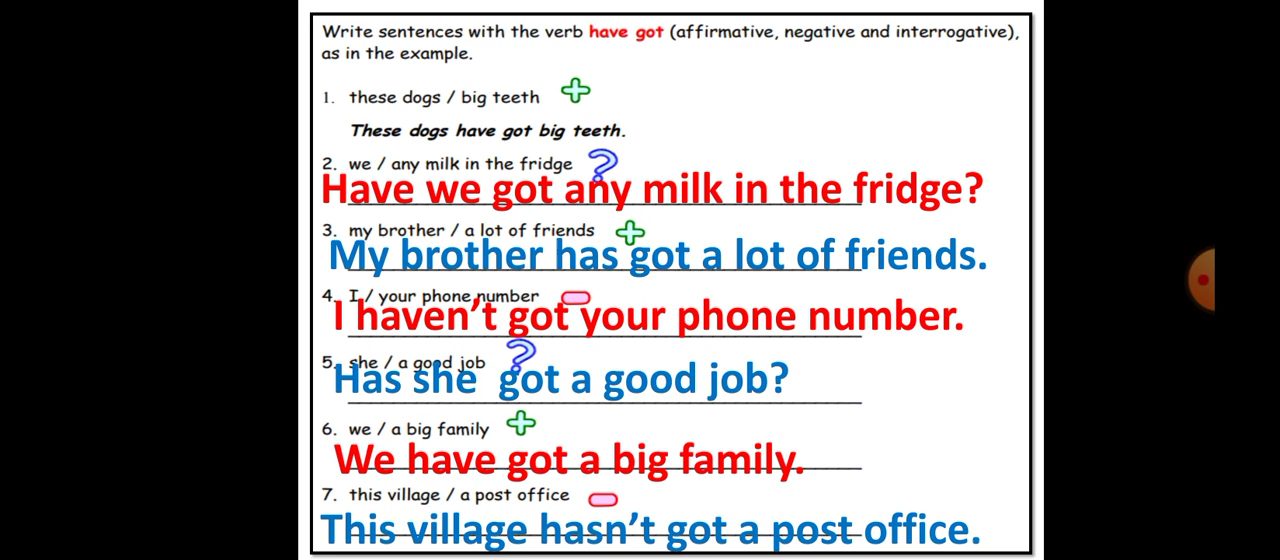 Write sentences with the verb have got (affirmative, negative and interrogative),
as in the example.
1. these dogs / big teeth
These dogs have got big teeth.
2. we / any milk in the fridge
Have we got any milk in the fridge?
3. my brother / a lot of friends
My brother has got a lot of friends.
4. I / your phone number
I haven't got your phone number.
5. she / a good job
Has she got a good job?
6. we / a big family
We have got a big family.
7. this village / a post office
This village hasn't got a post office.